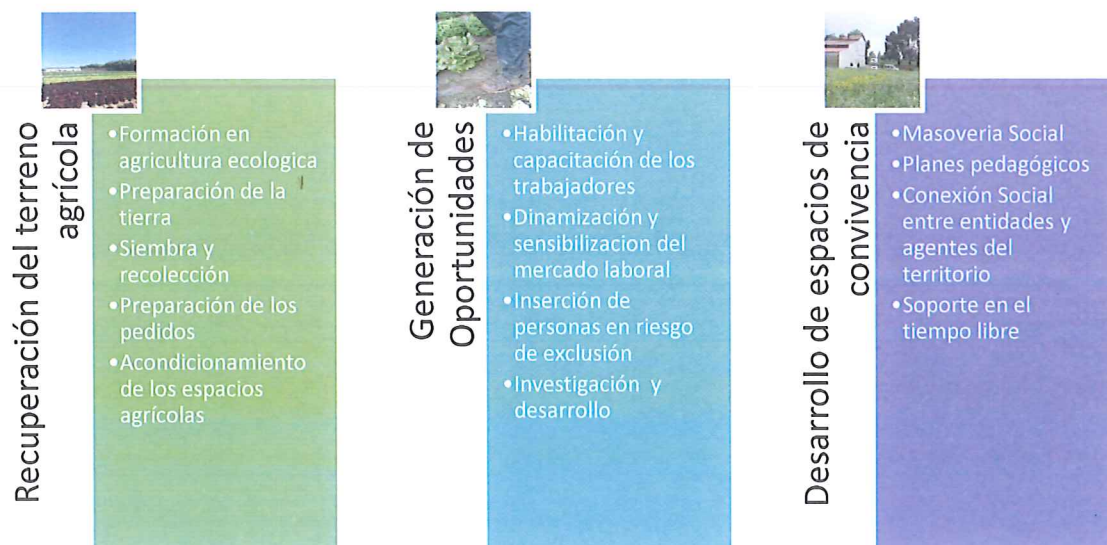 Recuperación del terreno
agrícola
•Formación en
agricultura ecologica
•Preparación de la
tierra
•Siembra y
recolección
•Preparación de los
pedidos
•Acondicionamiento
de los espacios
agrícolas
Generación de
Oportunidades
•Habilitación y
capacitación de los
trabajadores
•Dinamización y
sensibilizacion del
mercado laboral
•Inserción de
personas en riesgo
de exclusión
•Investigación y
desarrollo
Desarrollo de espacios de
convivencia
•Masoveria Social
•Planes pedagógicos
•Conexión Social
entre entidades y
agentes del
territorio
•Soporte en el
tiempo libre